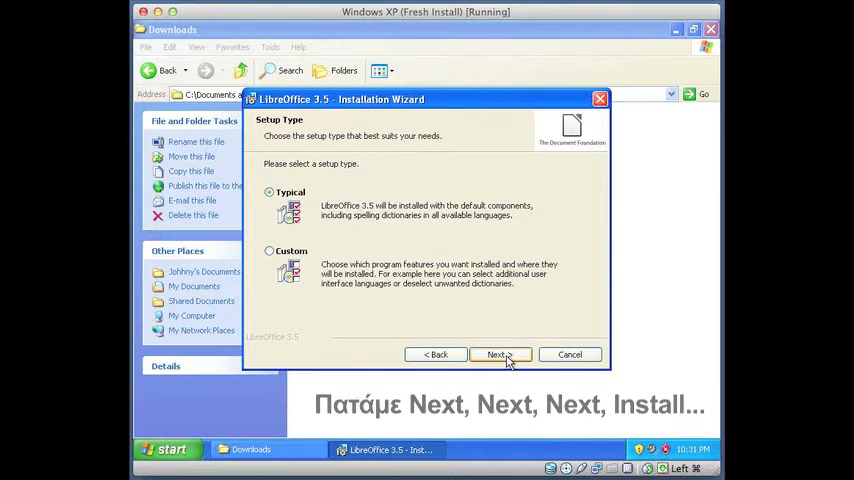 Windows XP (Fresh Install) [Running]
Downloads
File Edit View Favorites Tools Help
Back Search Folders
Address C:\Documents a Go
LibreOffice 3.5 - Installation Wizard
Setup Type
Choose the setup type that best suits your needs.
The Document Foundation
Please select a setup type.
Typical
LibreOffice 3.5 will be installed with the default components,
including spelling dictionaries in all available languages.
Custom
Choose which program features you want installed and where they
will be installed. For example here you can select additional user
interface languages or deselect unwanted dictionaries.
LibreOffice 3.5
< Back Next > Cancel
File and Folder Tasks
Rename this file
Move this file
Copy this file
Publish this file to the
E-mail this file
Delete this file
Other Places
Johnny's Documents
My Documents
Shared Documents
My Computer
My Network Places
Details
Πατάμε Next, Next, Next, Install...
start Downloads LibreOffice 3.5 - Inst... 10:31 PM
Left ⌘